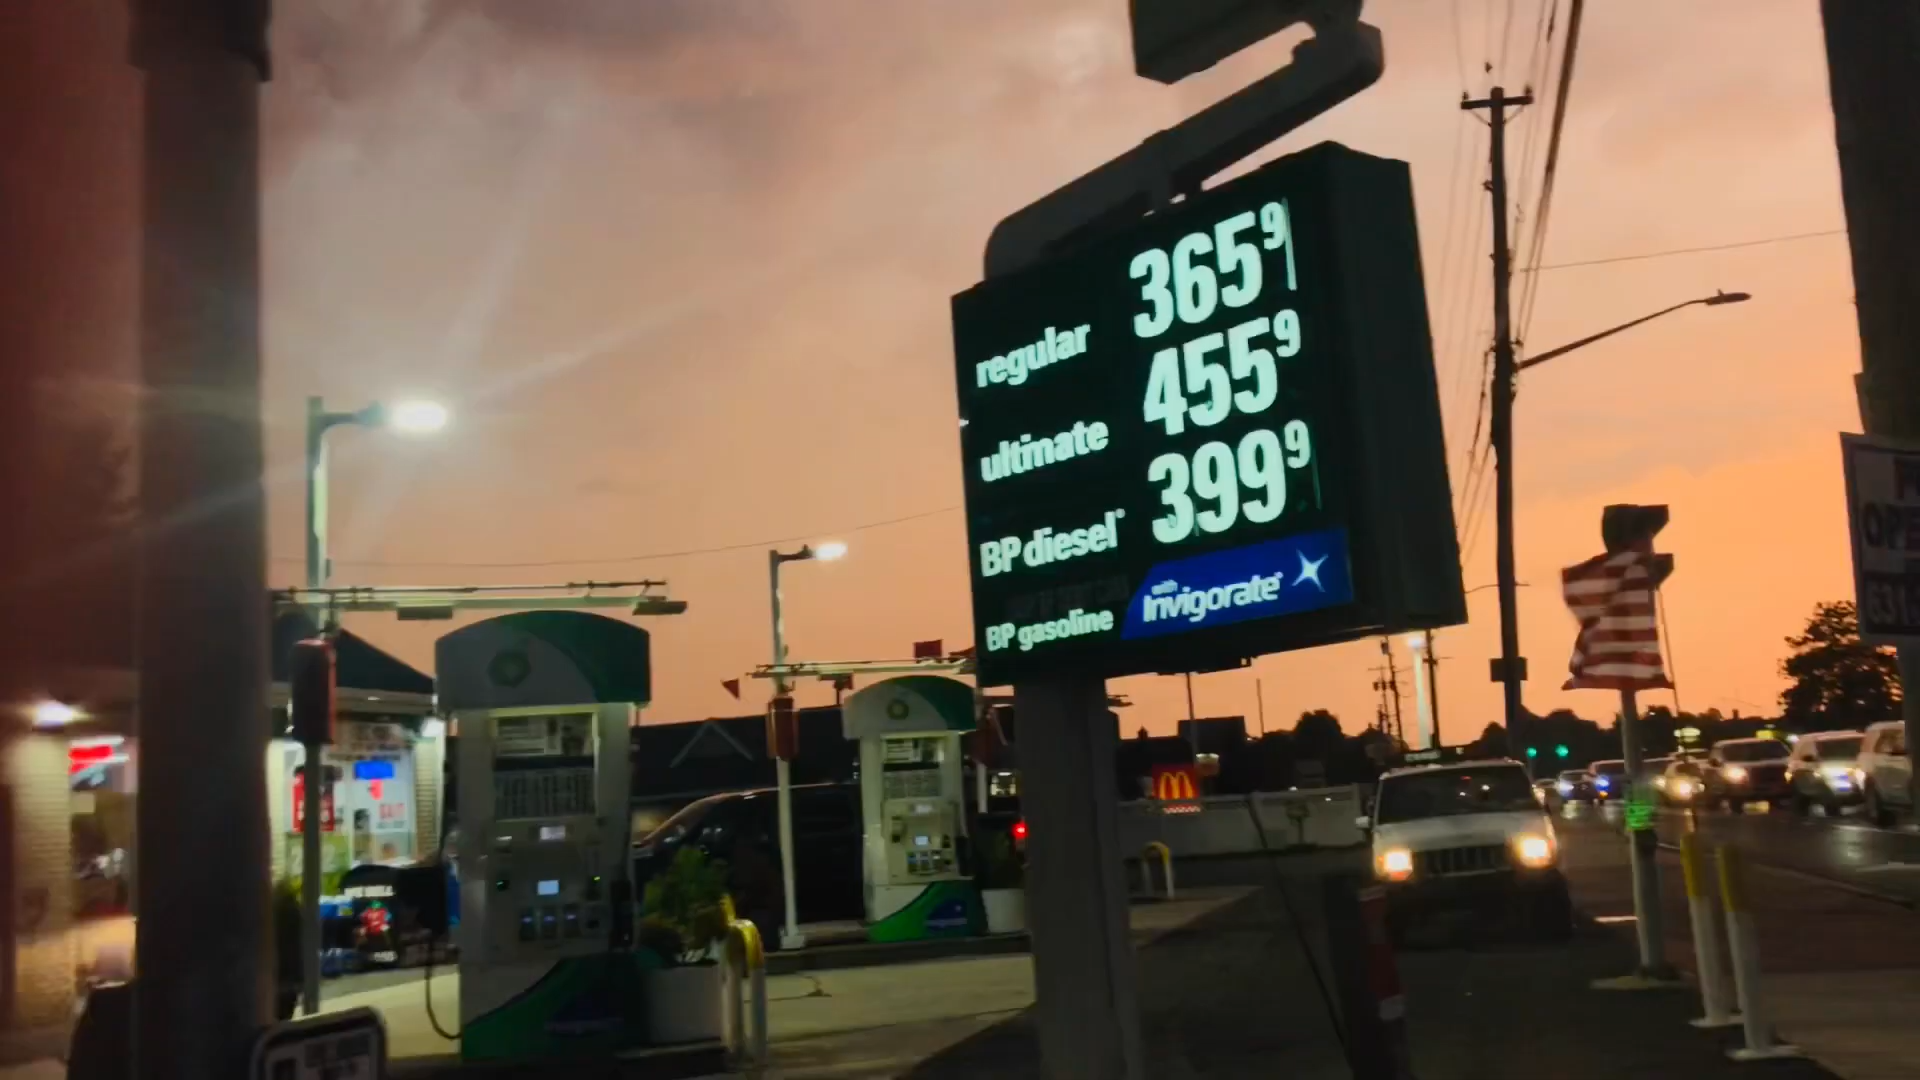 regular 365⁹
ultimate 455⁹
BP diesel® 399⁹
BP gasoline with Invigorate®